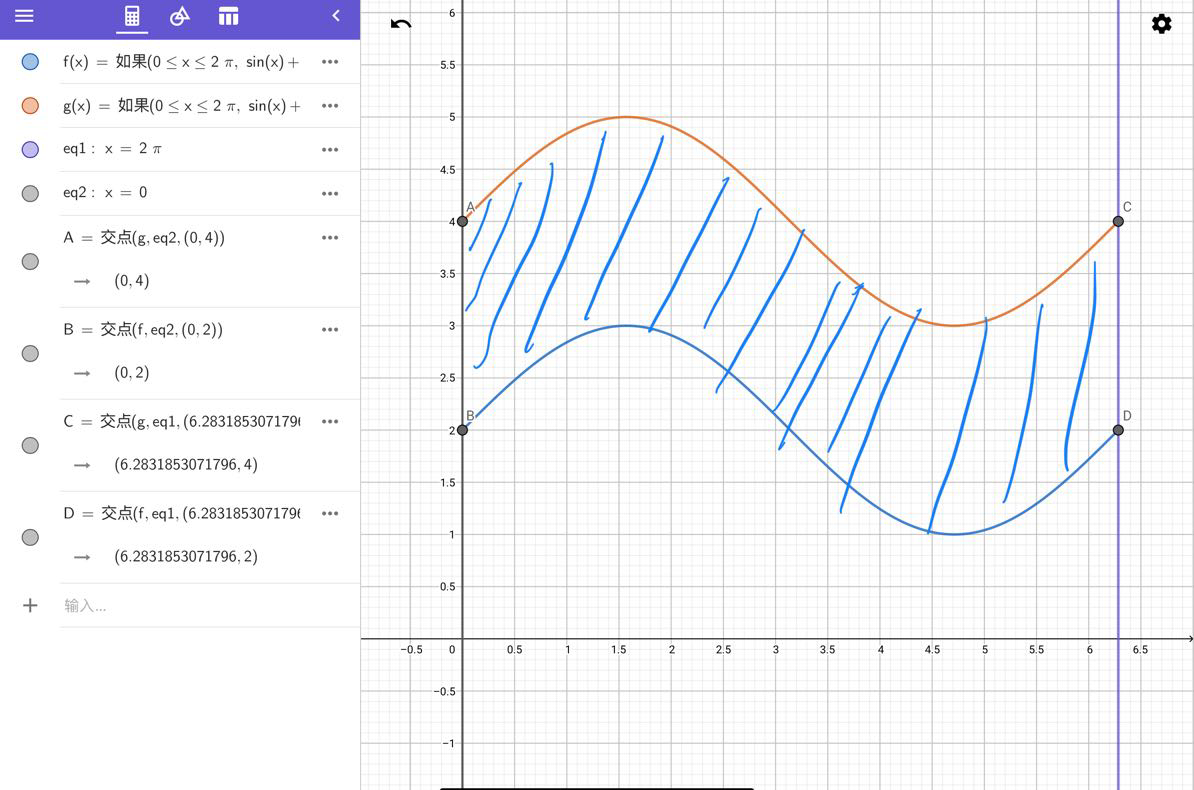 f(x) = 如果(0 ≤ x ≤ 2 π, sin(x) +
g(x) = 如果(0 ≤ x ≤ 2 π, sin(x) +
eq1 : x = 2 π
eq2 : x = 0
A = 交点(g, eq2, (0, 4))
→ (0, 4)
B = 交点(f, eq2, (0, 2))
→ (0, 2)
C = 交点(g, eq1, (6.2831853071796
→ (6.2831853071796, 4)
D = 交点(f, eq1, (6.2831853071796
→ (6.2831853071796, 2)
输入...
6
5.5
5
4.5
A
C
4
3.5
3
2.5
B
D
2
1.5
1
0.5
−0.5 0 0.5 1 1.5 2 2.5 3 3.5 4 4.5 5 5.5 6 6.5
−0.5
−1